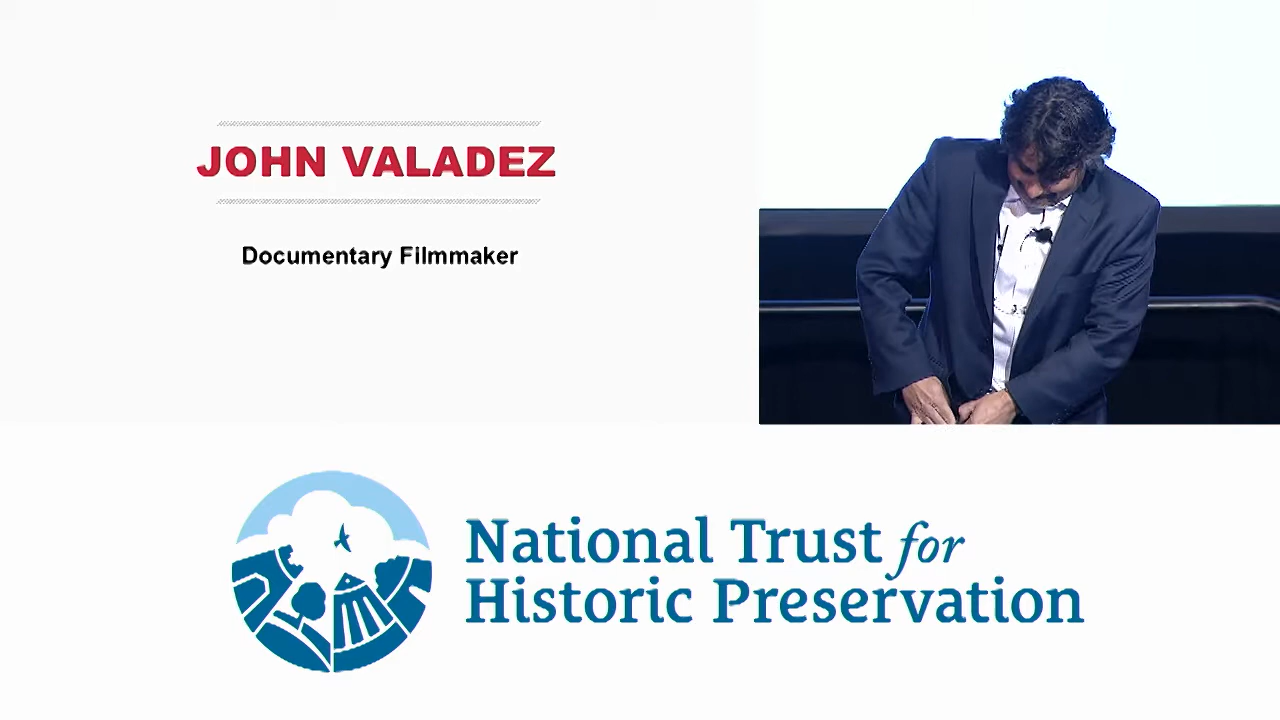 JOHN VALADEZ
Documentary Filmmaker
National Trust for
Historic Preservation